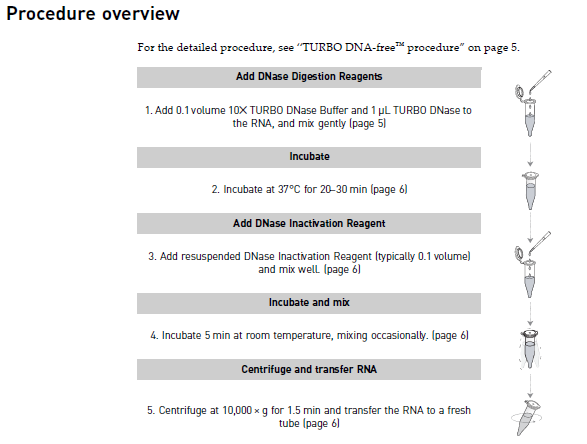 Procedure overview
For the detailed procedure, see “TURBO DNA-free™ procedure” on page 5.
Add DNase Digestion Reagents
1. Add 0.1 volume 10X TURBO DNase Buffer and 1 µL TURBO DNase to
the RNA, and mix gently (page 5)
Incubate
2. Incubate at 37°C for 20–30 min (page 6)
Add DNase Inactivation Reagent
3. Add resuspended DNase Inactivation Reagent (typically 0.1 volume)
and mix well. (page 6)
Incubate and mix
4. Incubate 5 min at room temperature, mixing occasionally. (page 6)
Centrifuge and transfer RNA
5. Centrifuge at 10,000 × g for 1.5 min and transfer the RNA to a fresh
tube (page 6)